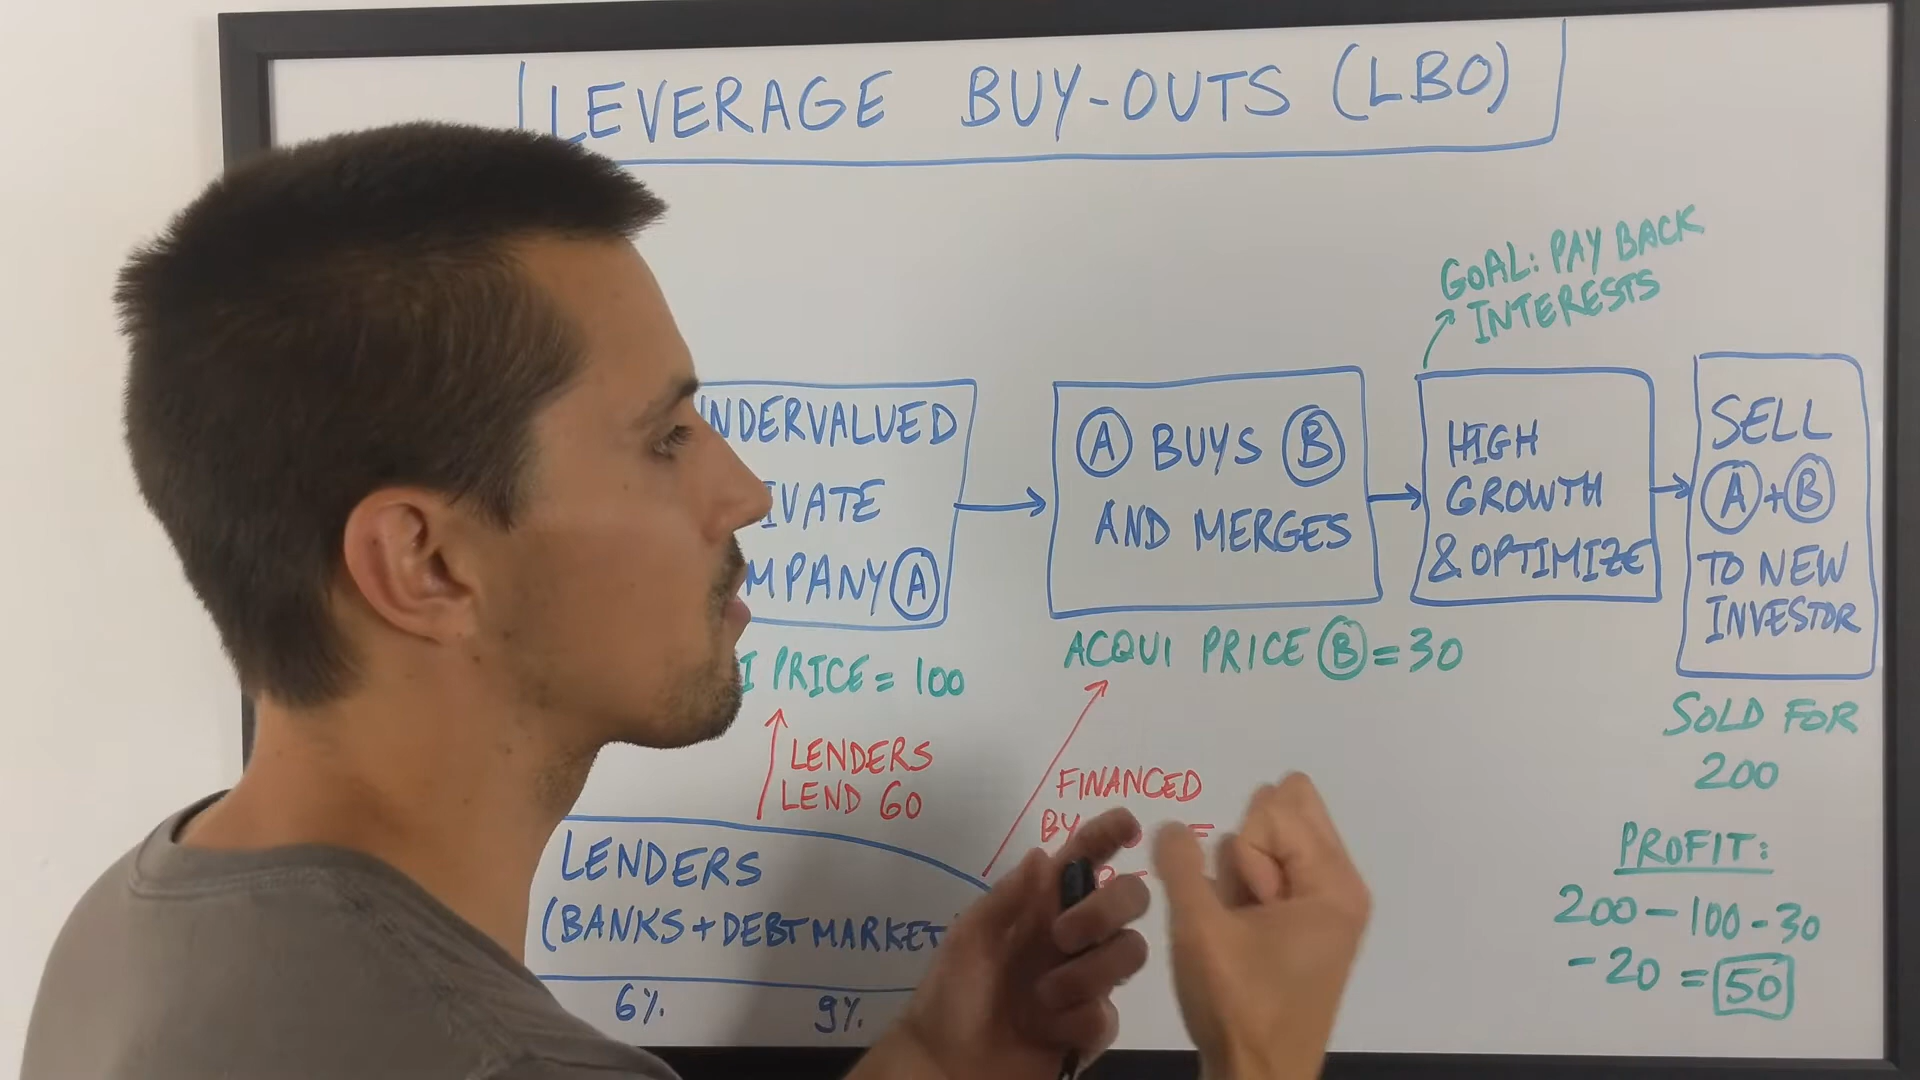 LEVERAGE BUY-OUTS (LBO)
GOAL: PAY BACK
INTERESTS
NDERVALUED
IVATE
MPANY A
A BUYS B
AND MERGES
HIGH
GROWTH
& OPTIMIZE
SELL
A + B
TO NEW
INVESTOR
I PRICE = 100
ACQUI PRICE B = 30
SOLD FOR
200
LENDERS
LEND 60
FINANCED
BY
LENDERS
(BANKS + DEBT MARKET
6%
9%
PROFIT:
200 - 100 - 30
- 20 = 50